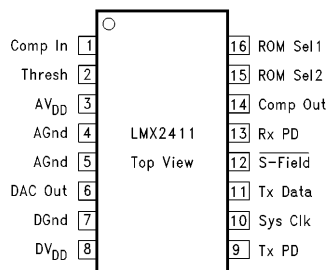 Comp In 1
Thresh 2
AVDD 3
AGnd 4
AGnd 5
DAC Out 6
DGnd 7
DVDD 8
LMX2411
Top View
16 ROM Sel1
15 ROM Sel2
14 Comp Out
13 Rx PD
12 S-Field
11 Tx Data
10 Sys Clk
9 Tx PD